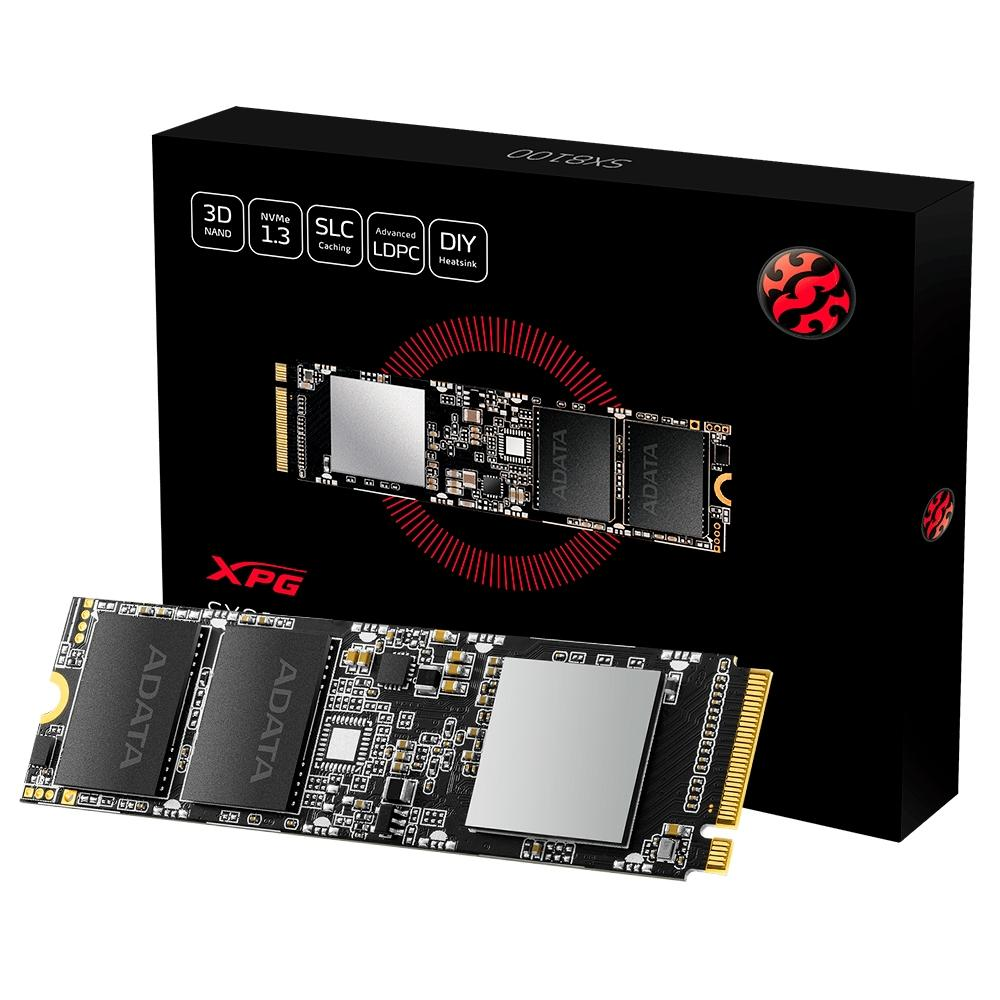 SX8100
3D
NAND
NVMe
1.3
SLC
Caching
Advanced
LDPC
DIY
Heatsink
ADATA
ADATA
XPG
ADATA
ADATA